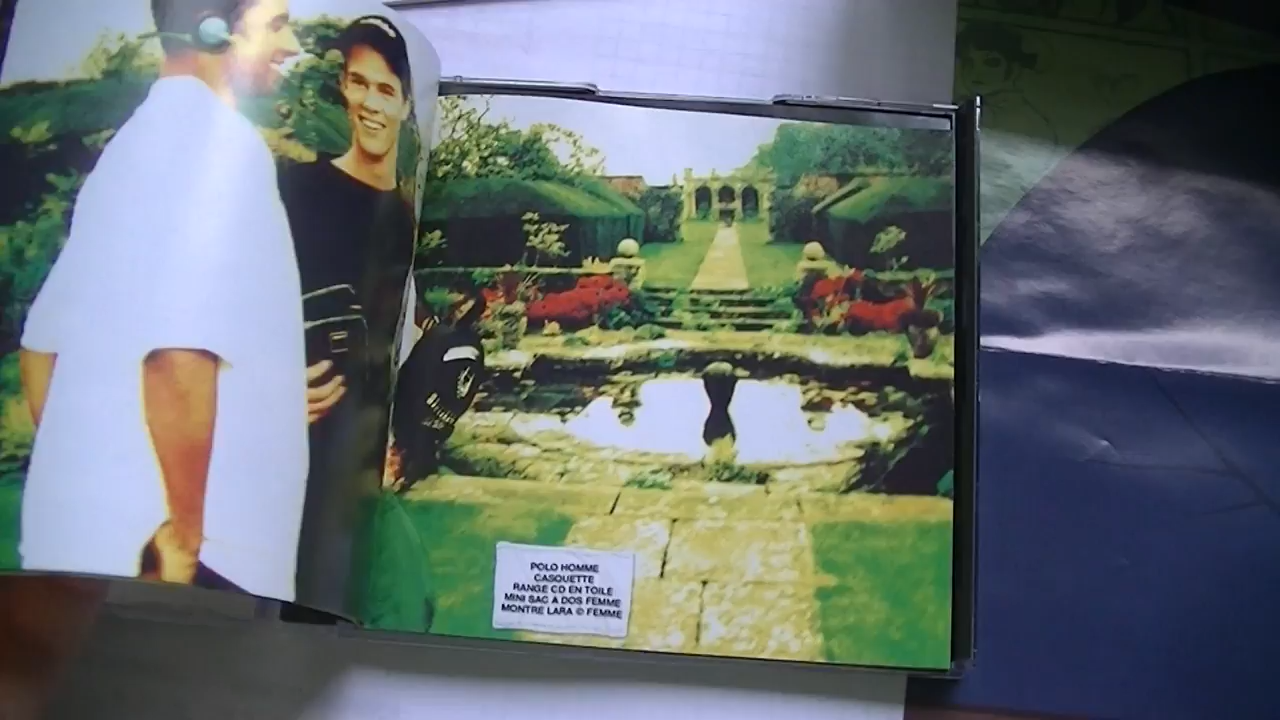 POLO HOMME
CASQUETTE
RANGE CD EN TOILE
MINI SAC A DOS FEMME
MONTRE LARA © FEMME